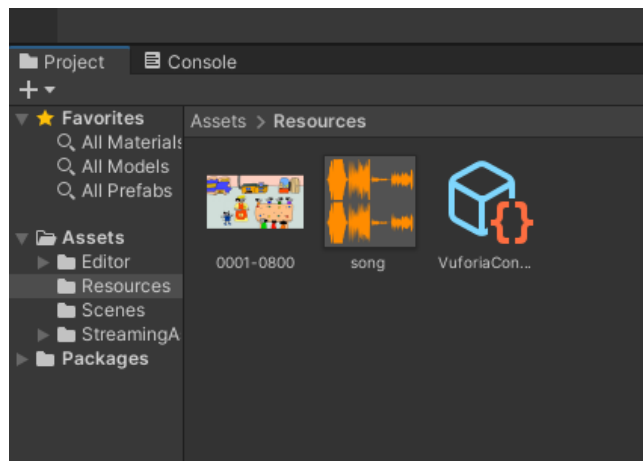 Project
Console
Favorites
All Materials
All Models
All Prefabs
Assets
Editor
Resources
Scenes
StreamingA
Packages
Assets > Resources
0001-0800
song
VuforiaCon...